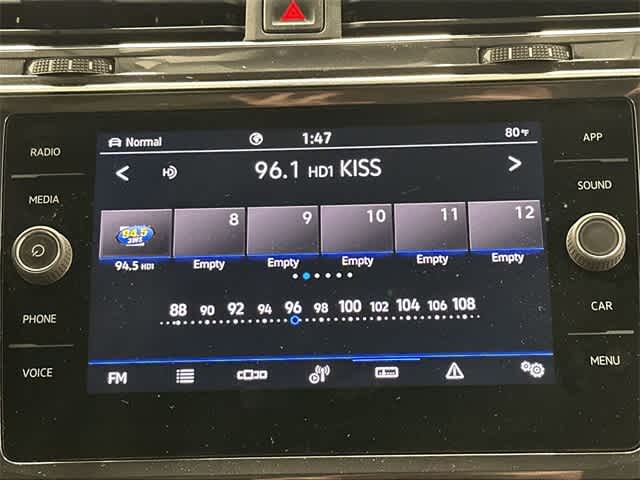 RADIO
MEDIA
PHONE
VOICE
APP
SOUND
CAR
MENU
Normal 1:47 80°F
96.1 HD1 KISS
94.5 8 9 10 11 12
94.5 HD1 Empty Empty Empty Empty Empty
88 90 92 94 96 98 100 102 104 106 108
FM